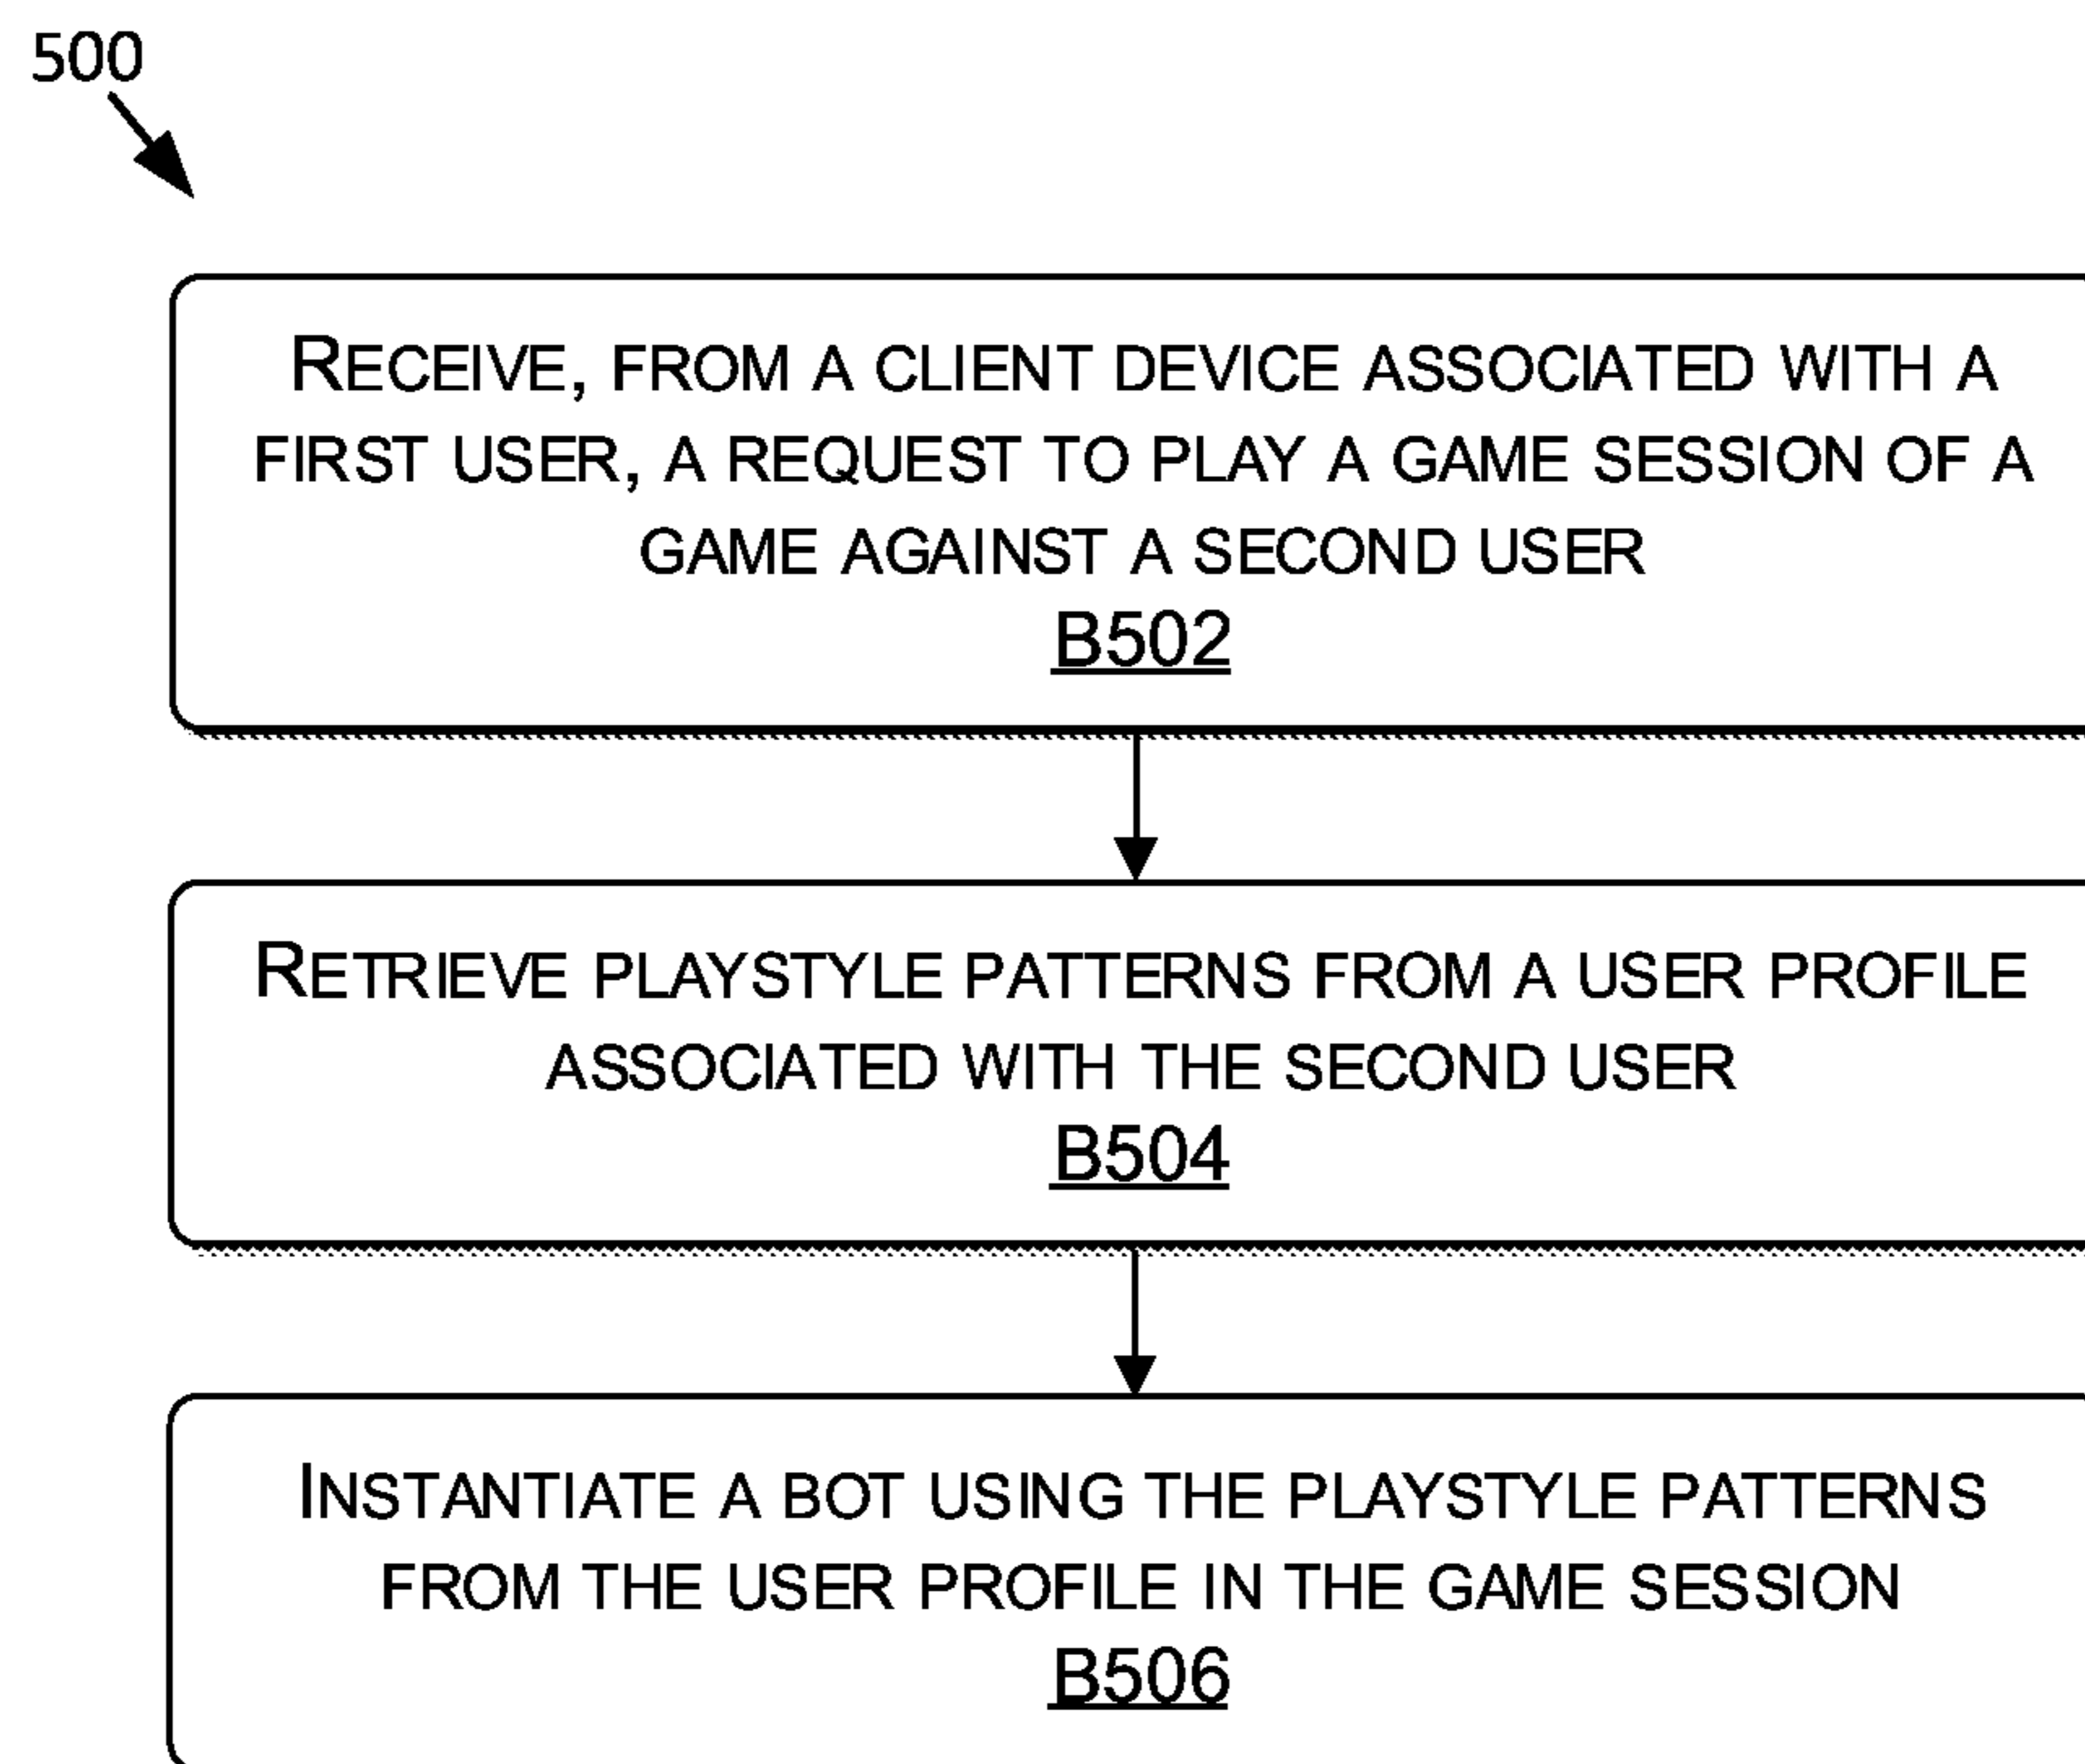 500
RECEIVE, FROM A CLIENT DEVICE ASSOCIATED WITH A
FIRST USER, A REQUEST TO PLAY A GAME SESSION OF A
GAME AGAINST A SECOND USER
B502
RETRIEVE PLAYSTYLE PATTERNS FROM A USER PROFILE
ASSOCIATED WITH THE SECOND USER
B504
INSTANTIATE A BOT USING THE PLAYSTYLE PATTERNS
FROM THE USER PROFILE IN THE GAME SESSION
B506